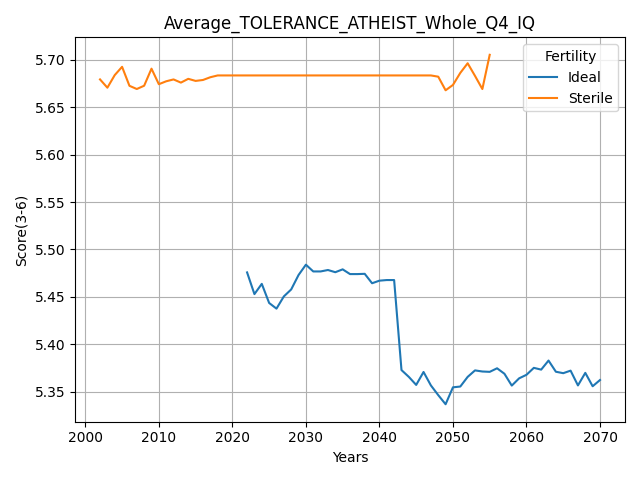 Average_TOLERANCE_ATHEIST_Whole_Q4_IQ
Fertility
Ideal
Sterile
Score(3-6)
5.70
5.65
5.60
5.55
5.50
5.45
5.40
5.35
2000 2010 2020 2030 2040 2050 2060 2070
Years